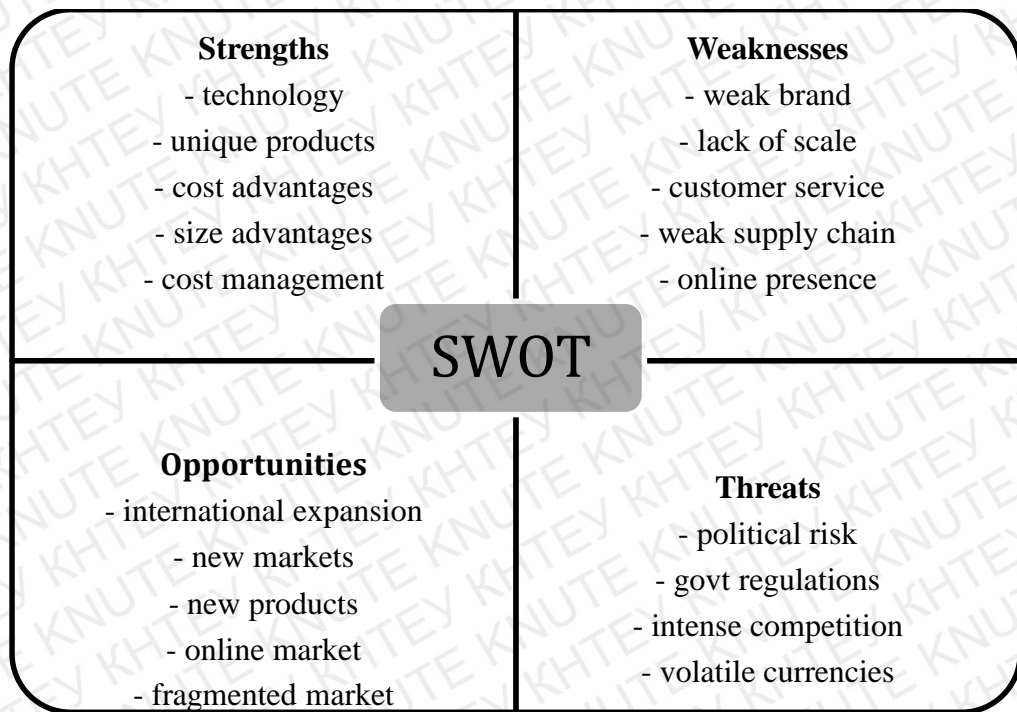 Strengths
- technology
- unique products
- cost advantages
- size advantages
- cost management
Weaknesses
- weak brand
- lack of scale
- customer service
- weak supply chain
- online presence
SWOT
Opportunities
- international expansion
- new markets
- new products
- online market
- fragmented market
Threats
- political risk
- govt regulations
- intense competition
- volatile currencies